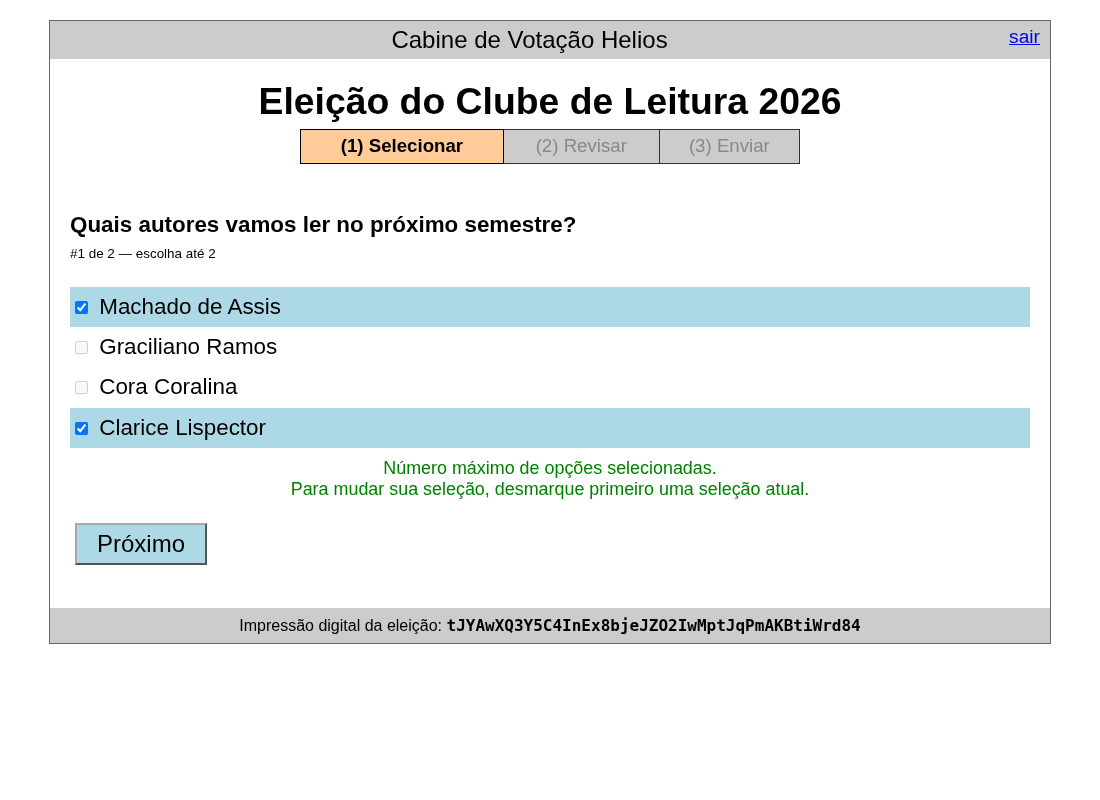 Cabine de Votação Helios
sair
Eleição do Clube de Leitura 2026
(1) Selecionar (2) Revisar (3) Enviar
Quais autores vamos ler no próximo semestre?
#1 de 2 — escolha até 2
Machado de Assis
Graciliano Ramos
Cora Coralina
Clarice Lispector
Número máximo de opções selecionadas.
Para mudar sua seleção, desmarque primeiro uma seleção atual.
Próximo
Impressão digital da eleição: tJYAwXQ3Y5C4InEx8bjeJZO2IwMptJqPmAKBtiWrd84